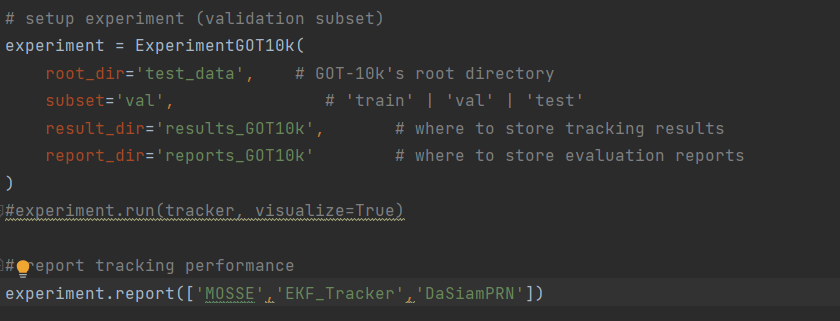 # setup experiment (validation subset)
experiment = ExperimentGOT10k(
    root_dir='test_data',    # GOT-10k's root directory
    subset='val',               # 'train' | 'val' | 'test'
    result_dir='results_GOT10k',       # where to store tracking results
    report_dir='reports_GOT10k'        # where to store evaluation reports
)
#experiment.run(tracker, visualize=True)
# report tracking performance
experiment.report(['MOSSE','EKF_Tracker','DaSiamPRN'])